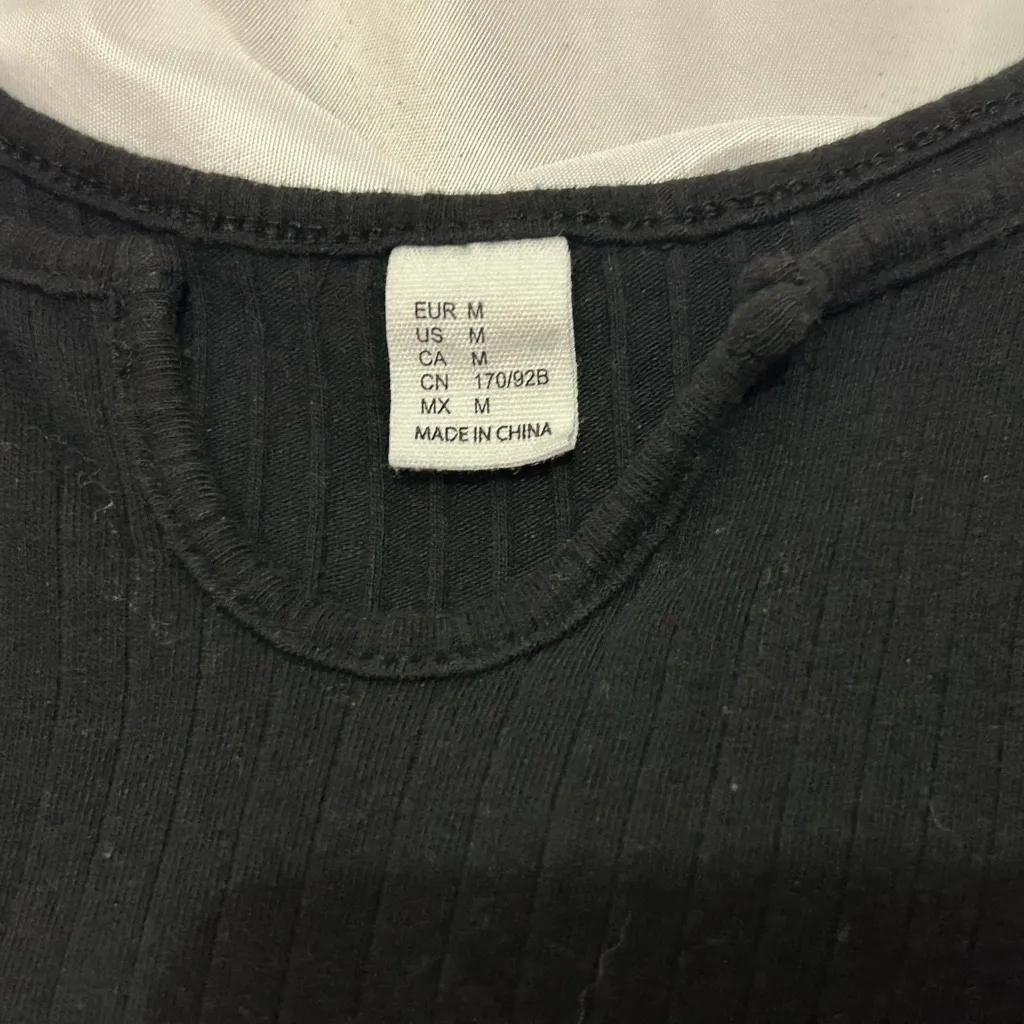 EUR M
US M
CA M
CN 170/92B
MX M
MADE IN CHINA